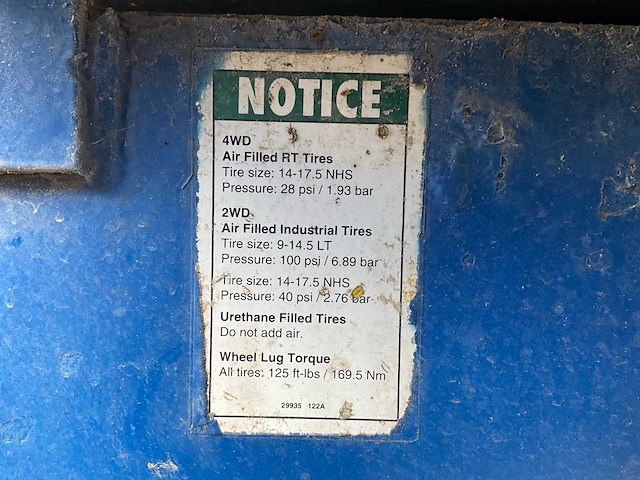 NOTICE
4WD
Air Filled RT Tires
Tire size: 14-17.5 NHS
Pressure: 28 psi / 1.93 bar
2WD
Air Filled Industrial Tires
Tire size: 9-14.5 LT
Pressure: 100 psi / 6.89 bar
Tire size: 14-17.5 NHS
Pressure: 40 psi / 2.76 bar
Urethane Filled Tires
Do not add air.
Wheel Lug Torque
All tires: 125 ft-lbs / 169.5 Nm
29935 122A